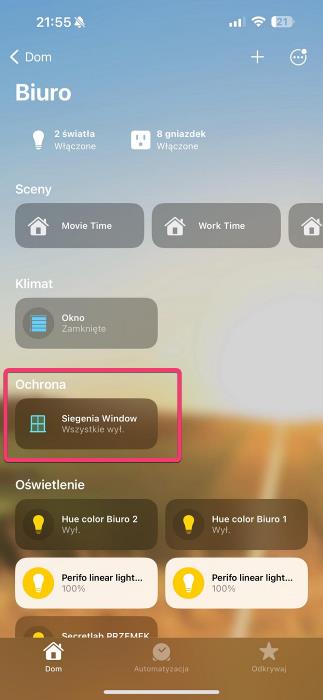 21:55
21
Dom
Biuro
2 światła
Włączone
8 gniazdek
Włączone
Sceny
Movie Time
Work Time
Klimat
Okno
Zamknięte
Ochrona
Siegenia Window
Wszystkie wył.
Oświetlenie
Hue color Biuro 2
Wył.
Hue color Biuro 1
Wył.
Perifo linear light...
100%
Perifo linear light...
100%
Secretlab PRZEMEK
Dom
Automatyzacja
Odkrywaj